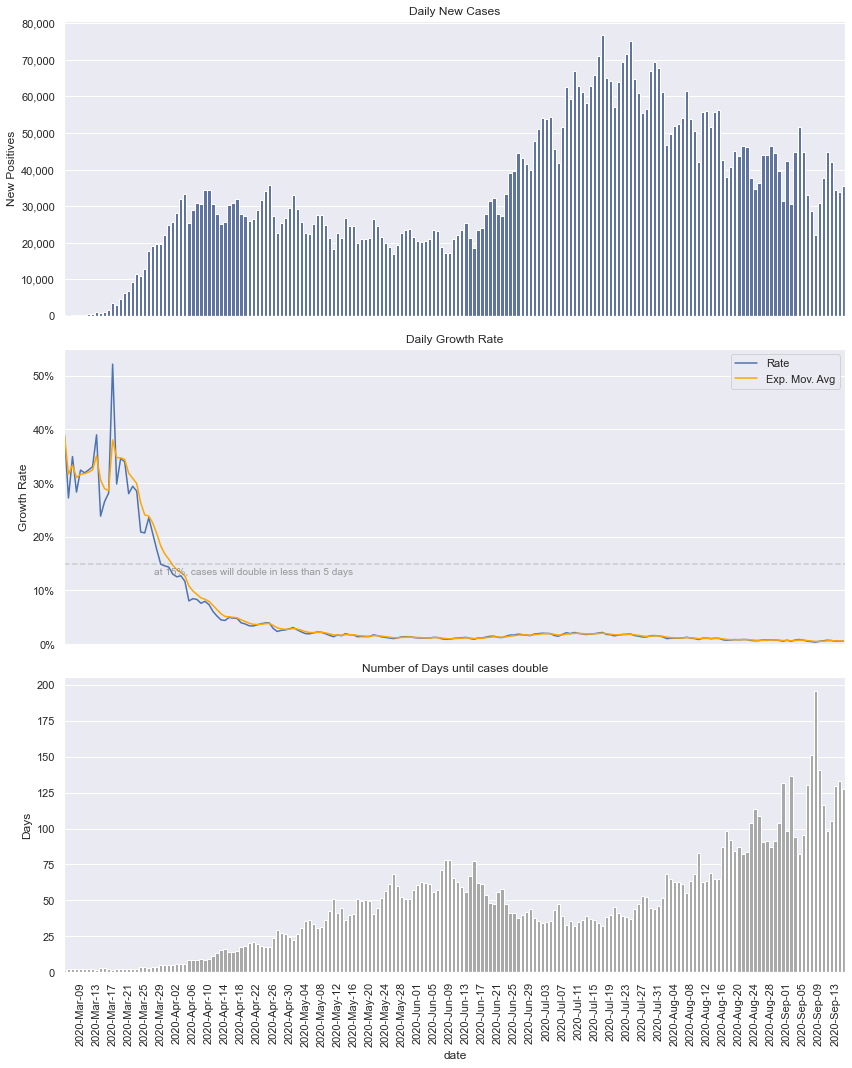 Daily New Cases
80,000
70,000
60,000
50,000
40,000
30,000
20,000
10,000
0
New Positives
Daily Growth Rate
50%
40%
30%
20%
10%
0%
Growth Rate
Rate
Exp. Mov. Avg
at 15%, cases will double in less than 5 days
Number of Days until cases double
200
175
150
125
100
75
50
25
0
Days
2020-Mar-09
2020-Mar-13
2020-Mar-17
2020-Mar-21
2020-Mar-25
2020-Mar-29
2020-Apr-02
2020-Apr-06
2020-Apr-10
2020-Apr-14
2020-Apr-18
2020-Apr-22
2020-Apr-26
2020-Apr-30
2020-May-04
2020-May-08
2020-May-12
2020-May-16
2020-May-20
2020-May-24
2020-May-28
2020-Jun-01
2020-Jun-05
2020-Jun-09
2020-Jun-13
2020-Jun-17
2020-Jun-21
2020-Jun-25
2020-Jun-29
2020-Jul-03
2020-Jul-07
2020-Jul-11
2020-Jul-15
2020-Jul-19
2020-Jul-23
2020-Jul-27
2020-Jul-31
2020-Aug-04
2020-Aug-08
2020-Aug-12
2020-Aug-16
2020-Aug-20
2020-Aug-24
2020-Aug-28
2020-Sep-01
2020-Sep-05
2020-Sep-09
2020-Sep-13
date